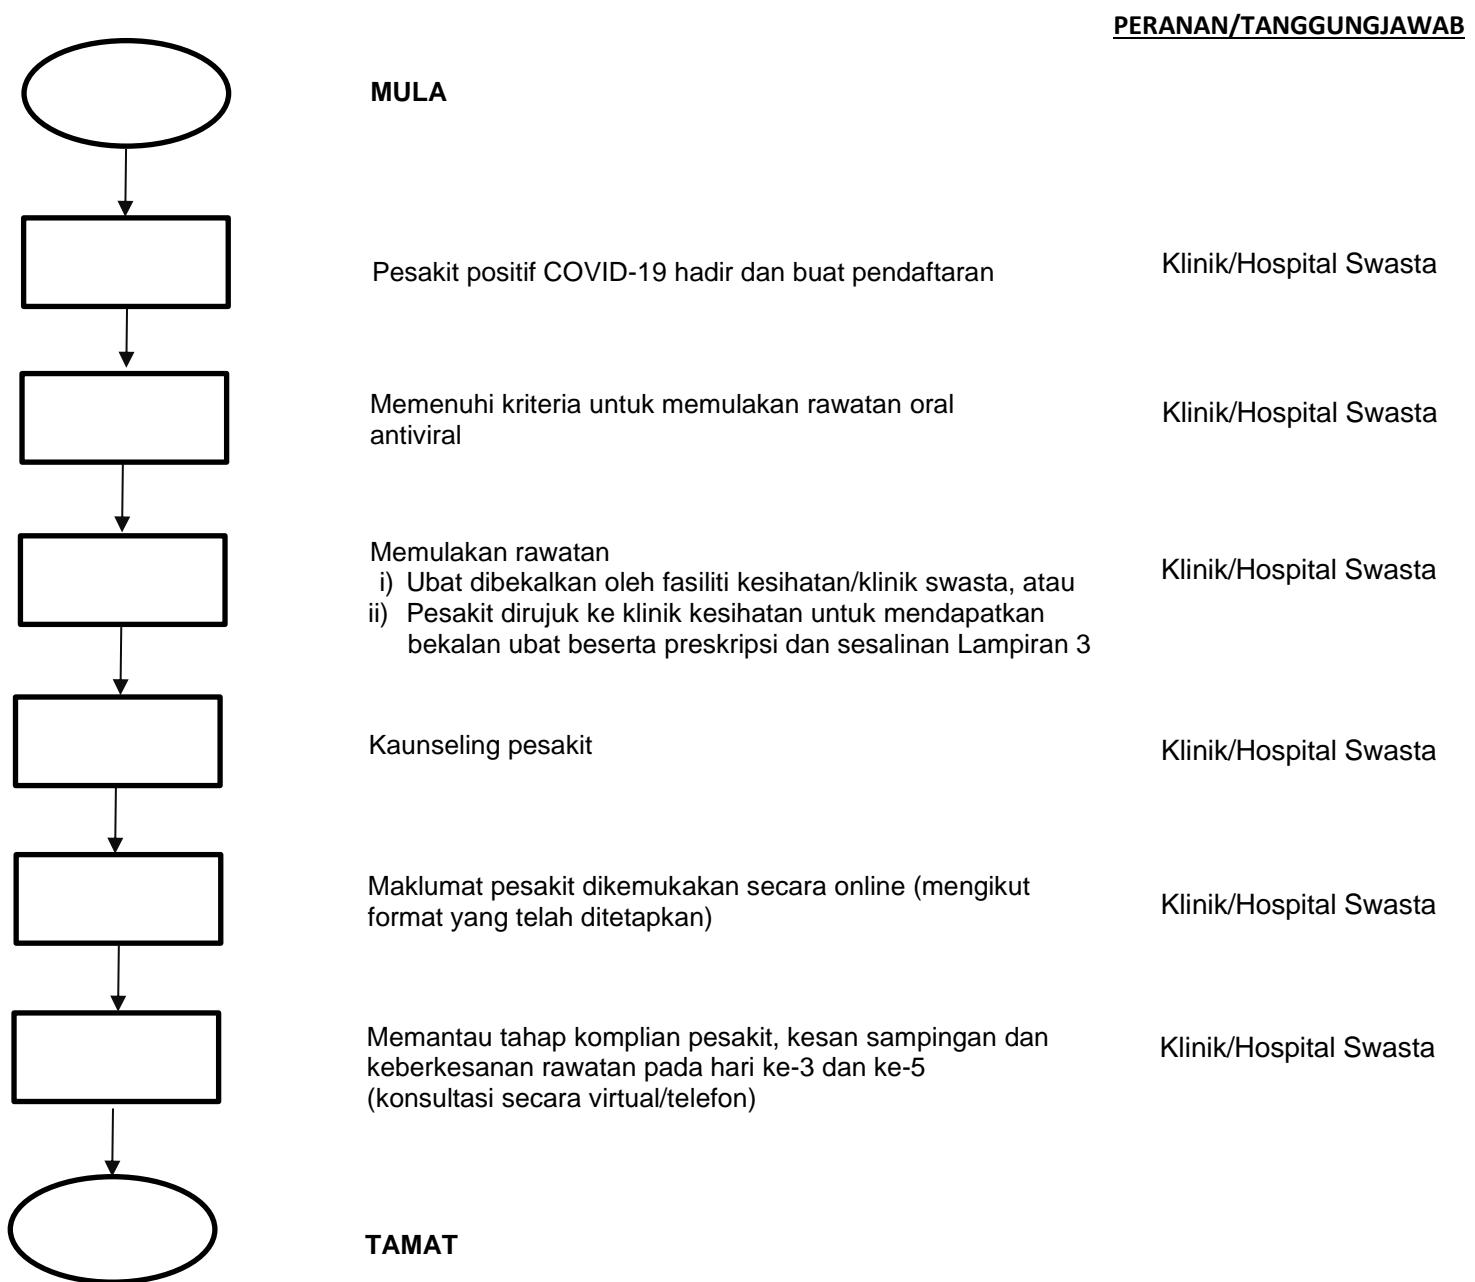 PERANAN/TANGGUNGJAWAB
MULA
Pesakit positif COVID-19 hadir dan buat pendaftaran
Klinik/Hospital Swasta
Memenuhi kriteria untuk memulakan rawatan oral
antiviral
Klinik/Hospital Swasta
Memulakan rawatan
i) Ubat dibekalkan oleh fasiliti kesihatan/klinik swasta, atau
ii) Pesakit dirujuk ke klinik kesihatan untuk mendapatkan
bekalan ubat beserta preskripsi dan sesalinan Lampiran 3
Klinik/Hospital Swasta
Kaunseling pesakit
Klinik/Hospital Swasta
Maklumat pesakit dikemukakan secara online (mengikut
format yang telah ditetapkan)
Klinik/Hospital Swasta
Memantau tahap komplian pesakit, kesan sampingan dan
keberkesanan rawatan pada hari ke-3 dan ke-5
(konsultasi secara virtual/telefon)
Klinik/Hospital Swasta
TAMAT